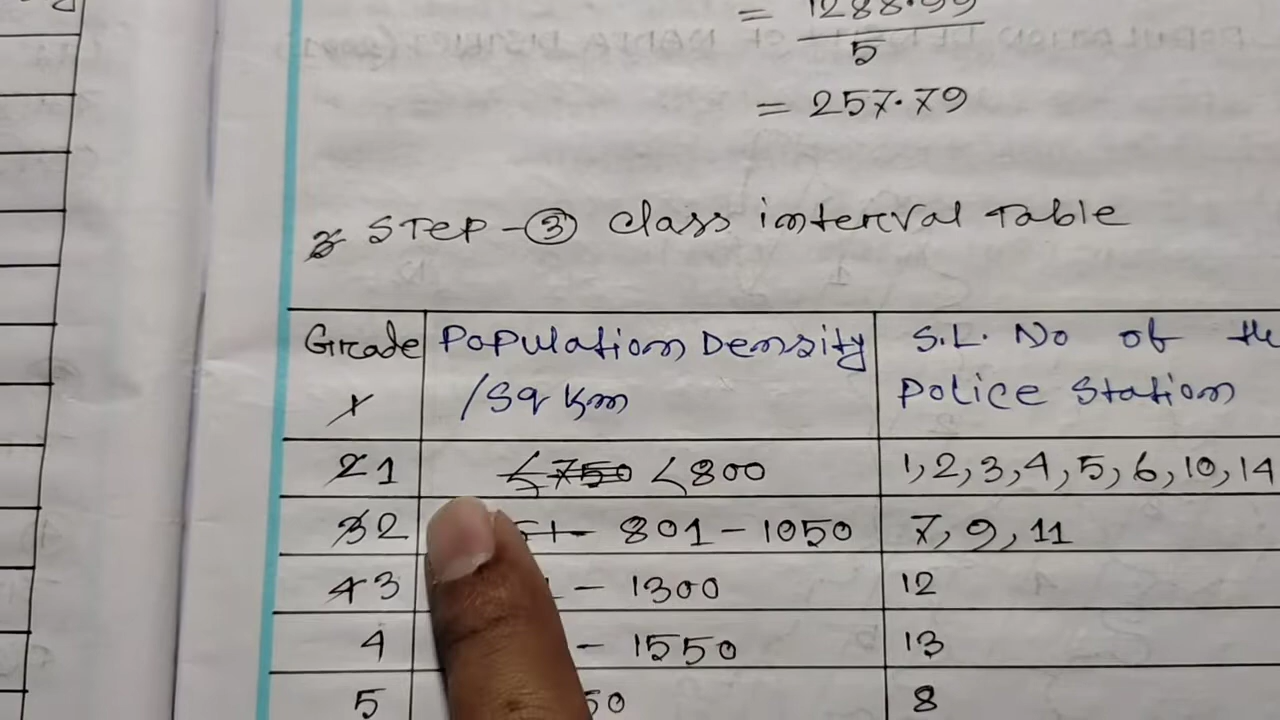 = 1288.99
5
= 257.79
STEP - 3 Class interval Table
Grade Population Density S.L. No of the
/Sq Km Police Station
1 <750 <800 1,2,3,4,5,6,10,14
2 801 - 1050 7, 9, 11
3 - 1300 12
4 - 1550 13
5 50 8